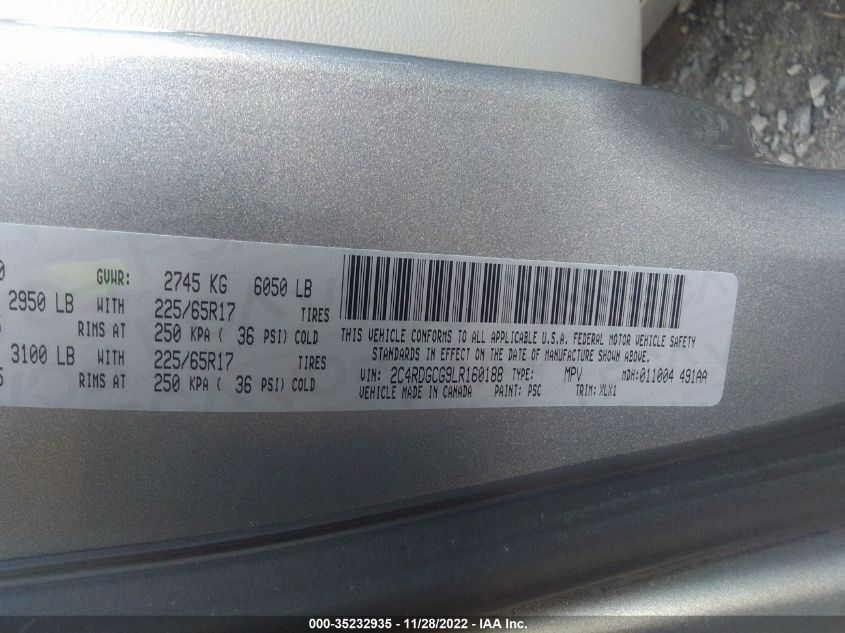 0 GVWR: 2745 KG 6050 LB
2950 LB WITH 225/65R17 TIRES
RIMS AT 250 KPA ( 36 PSI) COLD
3100 LB WITH 225/65R17 TIRES
5 RIMS AT 250 KPA ( 36 PSI) COLD
THIS VEHICLE CONFORMS TO ALL APPLICABLE U.S.A. FEDERAL MOTOR VEHICLE SAFETY
STANDARDS IN EFFECT ON THE DATE OF MANUFACTURE SHOWN ABOVE.
VIN: 2C4RDGCG9LR160188 TYPE: MPV MDH:011004 491AA
VEHICLE MADE IN CANADA PAINT: PSC TRIM: XLX1
000-35232935 - 11/28/2022 - IAA Inc.